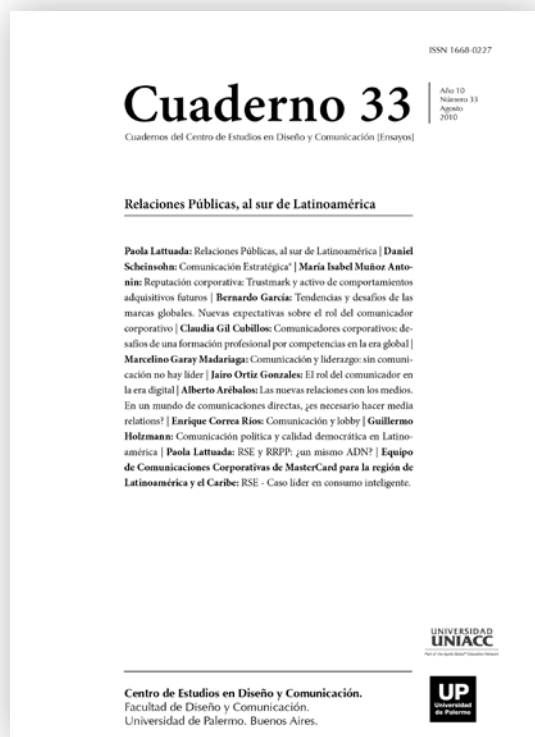 ISSN 1668-0227
Cuaderno 33
Año 10
Número 33
Agosto
2010
Cuadernos del Centro de Estudios en Diseño y Comunicación [Ensayos]
Relaciones Públicas, al sur de Latinoamérica
Paola Lattuada: Relaciones Públicas, al sur de Latinoamérica | Daniel
Scheinsohn: Comunicación Estratégica® | María Isabel Muñoz Anto-
nin: Reputación corporativa: Trustmark y activo de comportamientos
adquisitivos futuros | Bernardo García: Tendencias y desafíos de las
marcas globales. Nuevas expectativas sobre el rol del comunicador
corporativo | Claudia Gil Cubillos: Comunicadores corporativos: de-
safíos de una formación profesional por competencias en la era global |
Marcelino Garay Madariaga: Comunicación y liderazgo: sin comuni-
cación no hay líder | Jairo Ortiz Gonzales: El rol del comunicador en
la era digital | Alberto Arébalos: Las nuevas relaciones con los medios.
En un mundo de comunicaciones directas, ¿es necesario hacer media
relations? | Enrique Correa Ríos: Comunicación y lobby | Guillermo
Holzmann: Comunicación política y calidad democrática en Latino-
américa | Paola Lattuada: RSE y RRPP: ¿un mismo ADN? | Equipo
de Comunicaciones Corporativas de MasterCard para la región de
Latinoamérica y el Caribe: RSE - Caso líder en consumo inteligente.
UNIVERSIDAD
UNIACC
Centro de Estudios en Diseño y Comunicación.
Facultad de Diseño y Comunicación.
Universidad de Palermo. Buenos Aires.
UP
Universidad
de Palermo